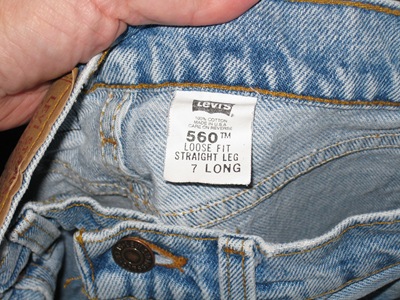 LEVI'S
100% COTTON
MADE IN U.S.A.
CARE ON REVERSE
560™
LOOSE FIT
STRAIGHT LEG
7 LONG